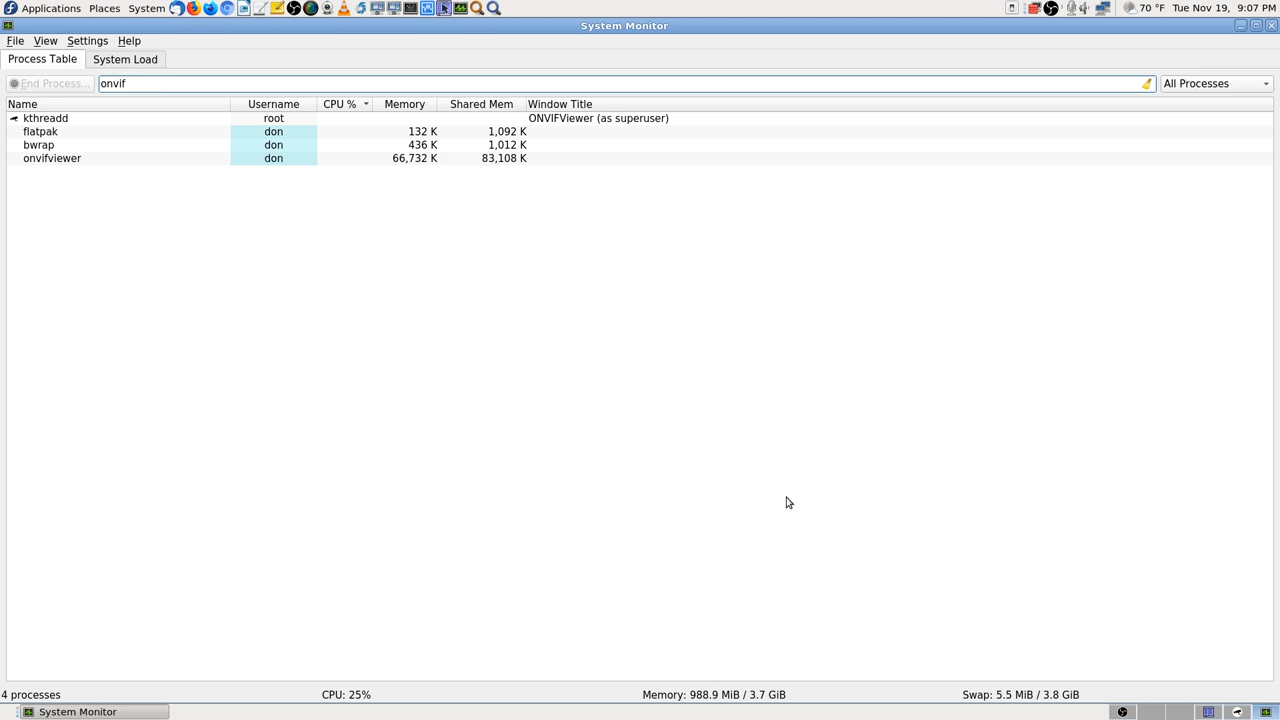 Applications Places System 70 °F Tue Nov 19, 9:07 PM
System Monitor
File View Settings Help
Process Table System Load
End Process... onvif All Processes
Name Username CPU % Memory Shared Mem Window Title
kthreadd root ONVIFViewer (as superuser)
flatpak don 132 K 1,092 K
bwrap don 436 K 1,012 K
onvifviewer don 66,732 K 83,108 K
4 processes CPU: 25% Memory: 988.9 MiB / 3.7 GiB Swap: 5.5 MiB / 3.8 GiB
System Monitor